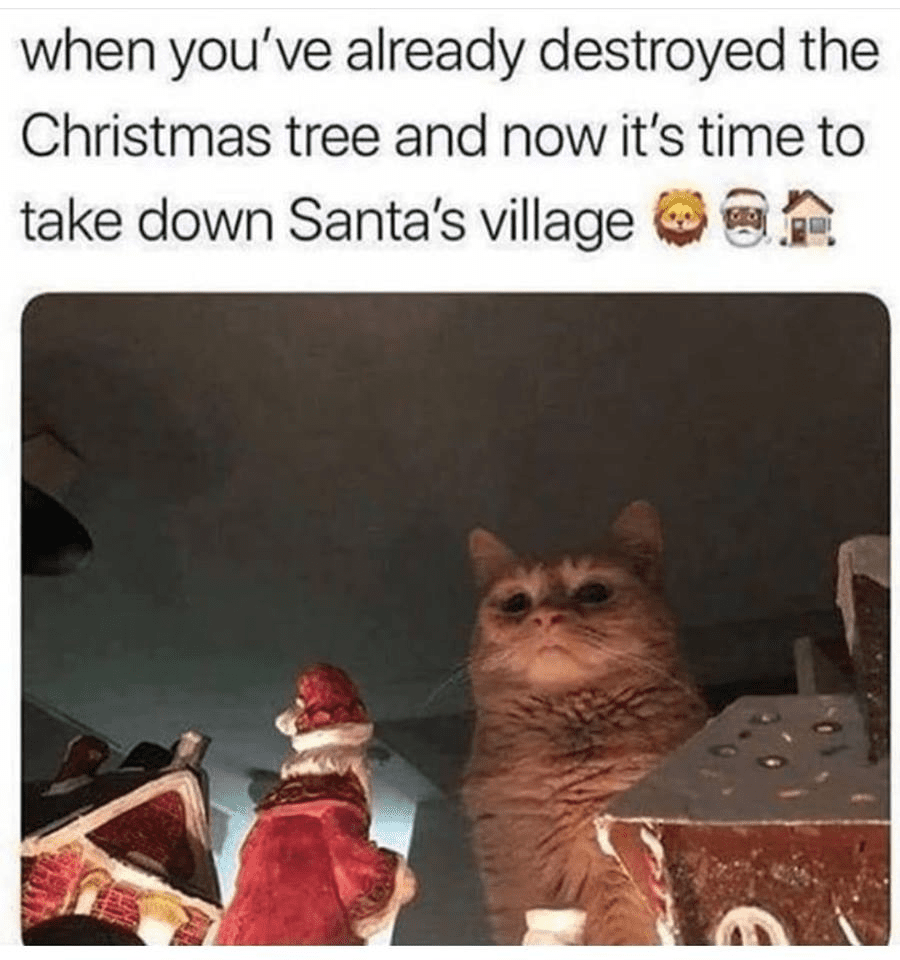 when you've already destroyed the
Christmas tree and now it's time to
take down Santa's village 🦁🎅🏾🏠